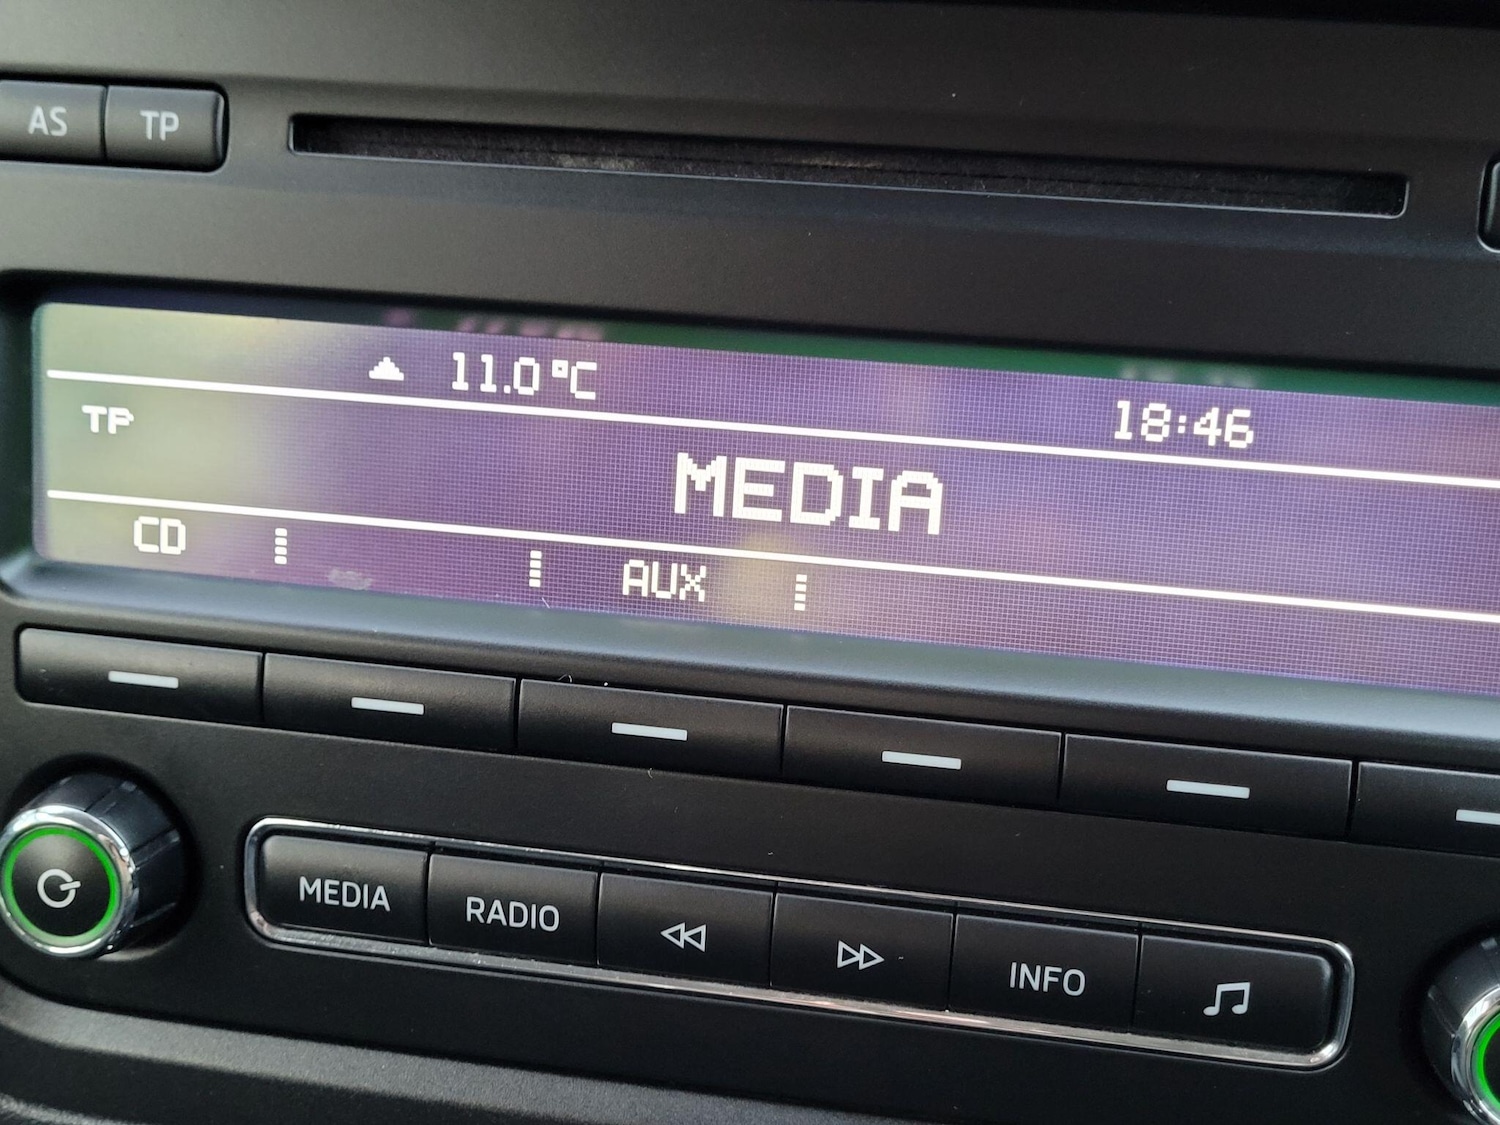 AS TP
11.0 °C 18:46
TP
MEDIA
CD AUX
MEDIA RADIO INFO